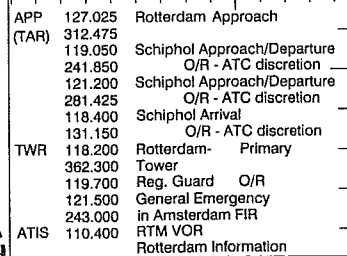 APP 127.025 Rotterdam Approach
(TAR) 312.475
119.050 Schiphol Approach/Departure
241.850 O/R - ATC discretion
121.200 Schiphol Approach/Departure
281.425 O/R - ATC discretion
118.400 Schiphol Arrival
131.150 O/R - ATC discretion
TWR 118.200 Rotterdam- Primary
362.300 Tower
119.700 Reg. Guard O/R
121.500 General Emergency
243.000 in Amsterdam FIR
ATIS 110.400 RTM VOR
Rotterdam Information